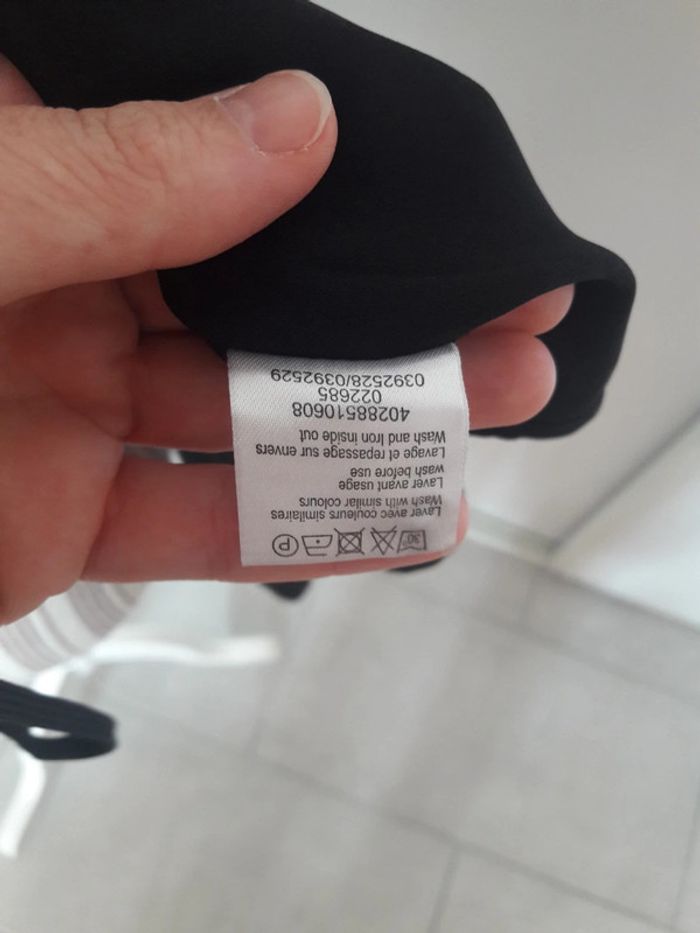 30°
P
Laver avec couleurs similaires
Wash with similar colours
Laver avant usage
wash before use
Lavage et repassage sur envers
Wash and Iron inside out
40288510608
022685
0392528/0392529